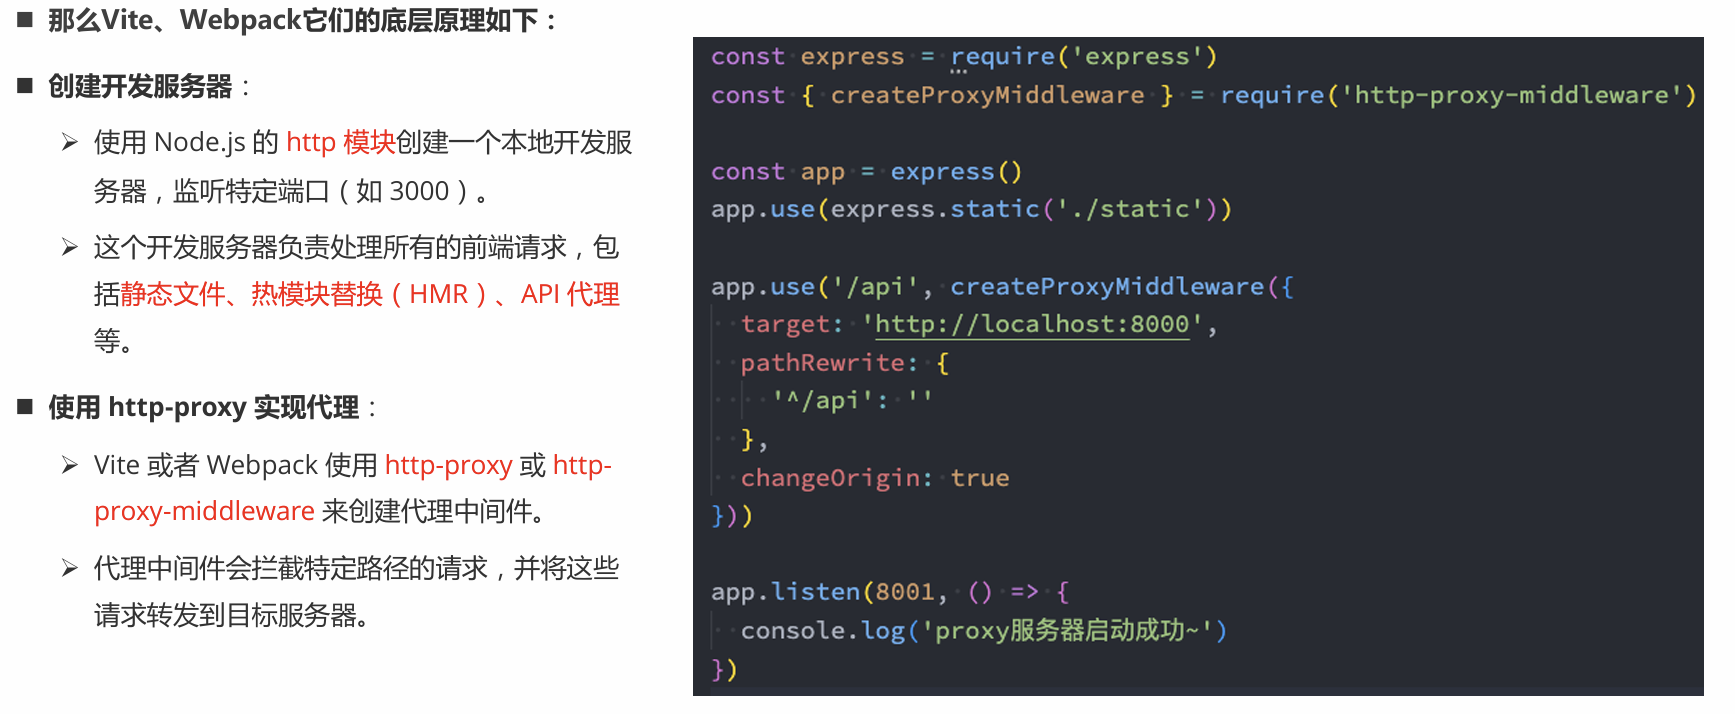 ■ 那么Vite、Webpack它们的底层原理如下：
■ 创建开发服务器：
➢ 使用 Node.js 的 http 模块创建一个本地开发服
务器，监听特定端口（如 3000）。
➢ 这个开发服务器负责处理所有的前端请求，包
括静态文件、热模块替换（HMR）、API 代理
等。
■ 使用 http-proxy 实现代理：
➢ Vite 或者 Webpack 使用 http-proxy 或 http-
proxy-middleware 来创建代理中间件。
➢ 代理中间件会拦截特定路径的请求，并将这些
请求转发到目标服务器。
const express = require('express')
const { createProxyMiddleware } = require('http-proxy-middleware')
const app = express()
app.use(express.static('./static'))
app.use('/api', createProxyMiddleware({
  target: 'http://localhost:8000',
  pathRewrite: {
    '^/api': ''
  },
  changeOrigin: true
}))
app.listen(8001, () => {
  console.log('proxy服务器启动成功~')
})